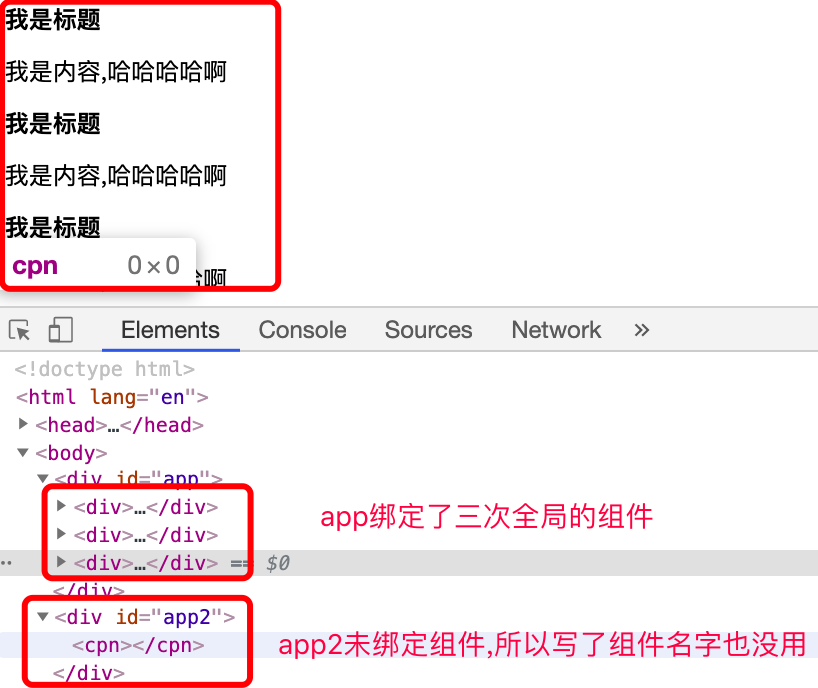 我是标题
我是内容,哈哈哈哈啊
我是标题
我是内容,哈哈哈哈啊
我是标题
cpn 0×0
哈啊
Elements Console Sources Network »
<!doctype html>
<html lang="en">
<head>…</head>
<body>
<div id="app">
<div>…</div>
<div>…</div>
app绑定了三次全局的组件
<div>…</div> == $0
</div>
<div id="app2">
<cpn></cpn>
app2未绑定组件,所以写了组件名字也没用
</div>